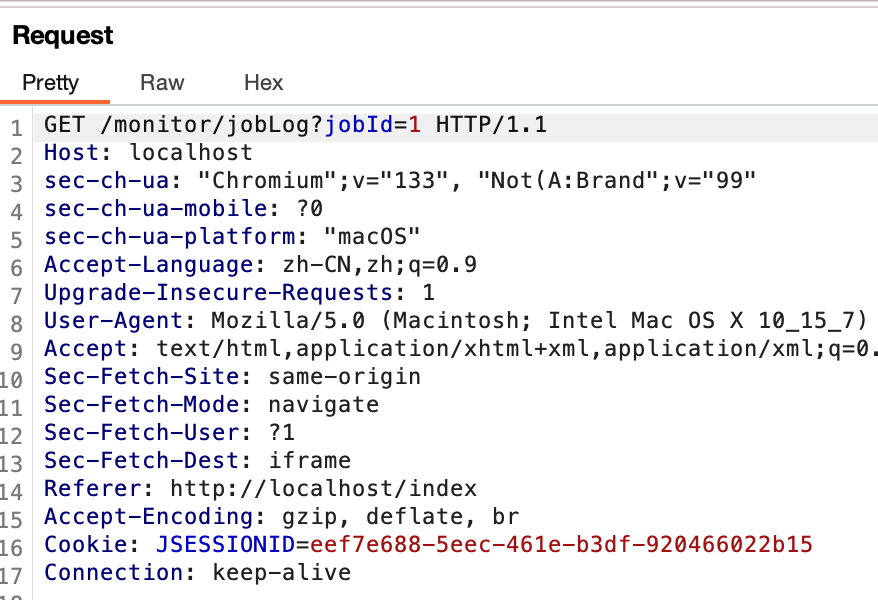 Request
Pretty Raw Hex
1 GET /monitor/jobLog?jobId=1 HTTP/1.1
2 Host: localhost
3 sec-ch-ua: "Chromium";v="133", "Not(A:Brand";v="99"
4 sec-ch-ua-mobile: ?0
5 sec-ch-ua-platform: "macOS"
6 Accept-Language: zh-CN,zh;q=0.9
7 Upgrade-Insecure-Requests: 1
8 User-Agent: Mozilla/5.0 (Macintosh; Intel Mac OS X 10_15_7)
9 Accept: text/html,application/xhtml+xml,application/xml;q=0.
10 Sec-Fetch-Site: same-origin
11 Sec-Fetch-Mode: navigate
12 Sec-Fetch-User: ?1
13 Sec-Fetch-Dest: iframe
14 Referer: http://localhost/index
15 Accept-Encoding: gzip, deflate, br
16 Cookie: JSESSIONID=eef7e688-5eec-461e-b3df-920466022b15
17 Connection: keep-alive